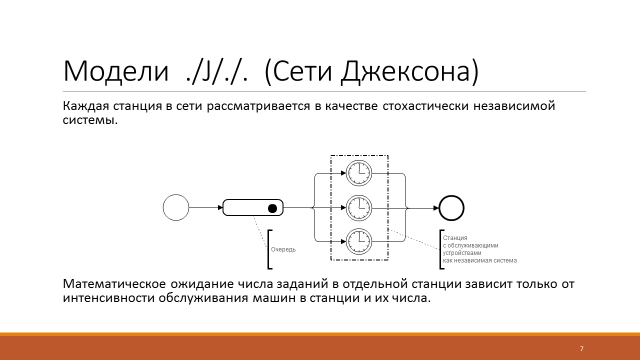 Модели ./J/./. (Сети Джексона)
Каждая станция в сети рассматривается в качестве стохастически независимой
системы.
Очередь
Станция
с обслуживающими
устройствами
как независимая система
Математическое ожидание числа заданий в отдельной станции зависит только от
интенсивности обслуживания машин в станции и их числа.
7